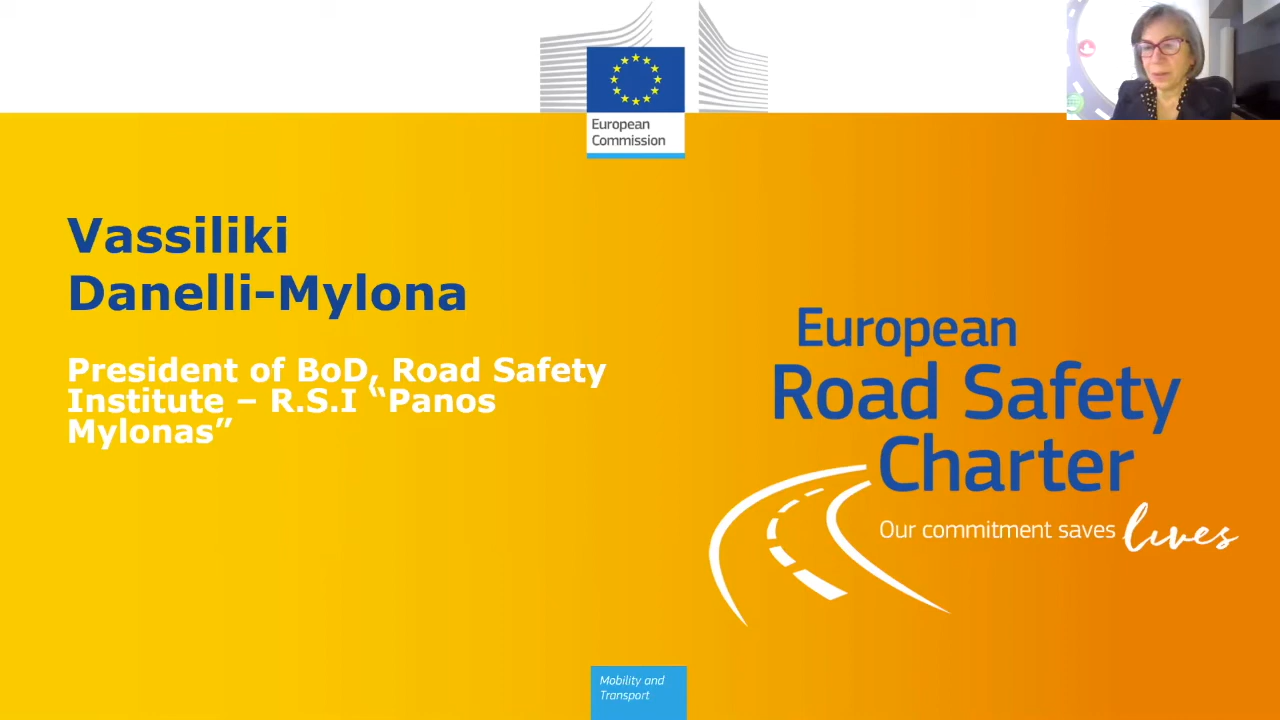 European
Commission
Vassiliki
Danelli-Mylona
President of BoD, Road Safety
Institute – R.S.I “Panos
Mylonas”
European
Road Safety
Charter
Our commitment saves lives
Mobility and
Transport